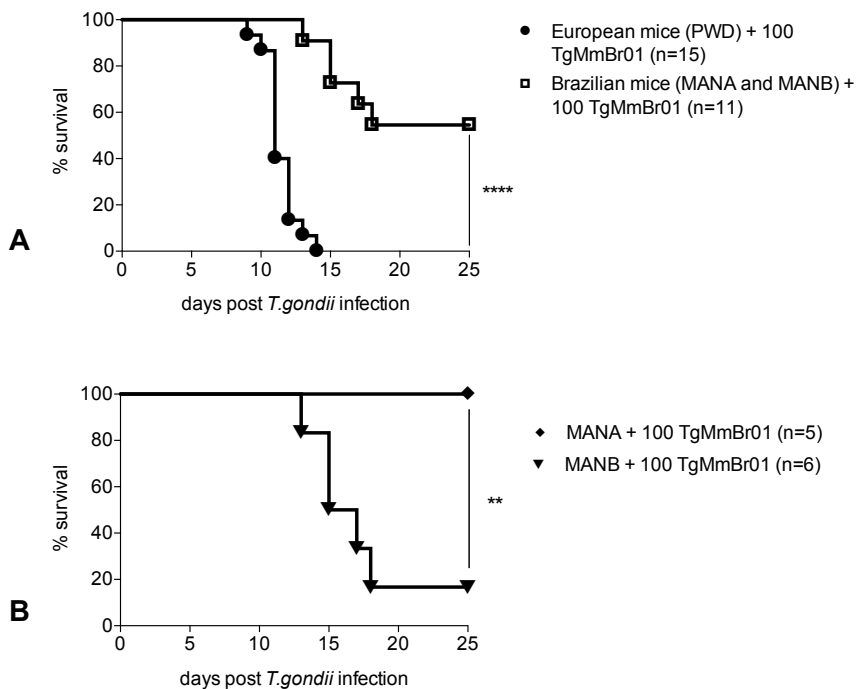 100
80
60
40
20
0
% survival
0 5 10 15 20 25
days post T.gondii infection
A
****
European mice (PWD) + 100
TgMmBr01 (n=15)
Brazilian mice (MANA and MANB) +
100 TgMmBr01 (n=11)
100
80
60
40
20
0
% survival
0 5 10 15 20 25
days post T.gondii infection
B
**
MANA + 100 TgMmBr01 (n=5)
MANB + 100 TgMmBr01 (n=6)